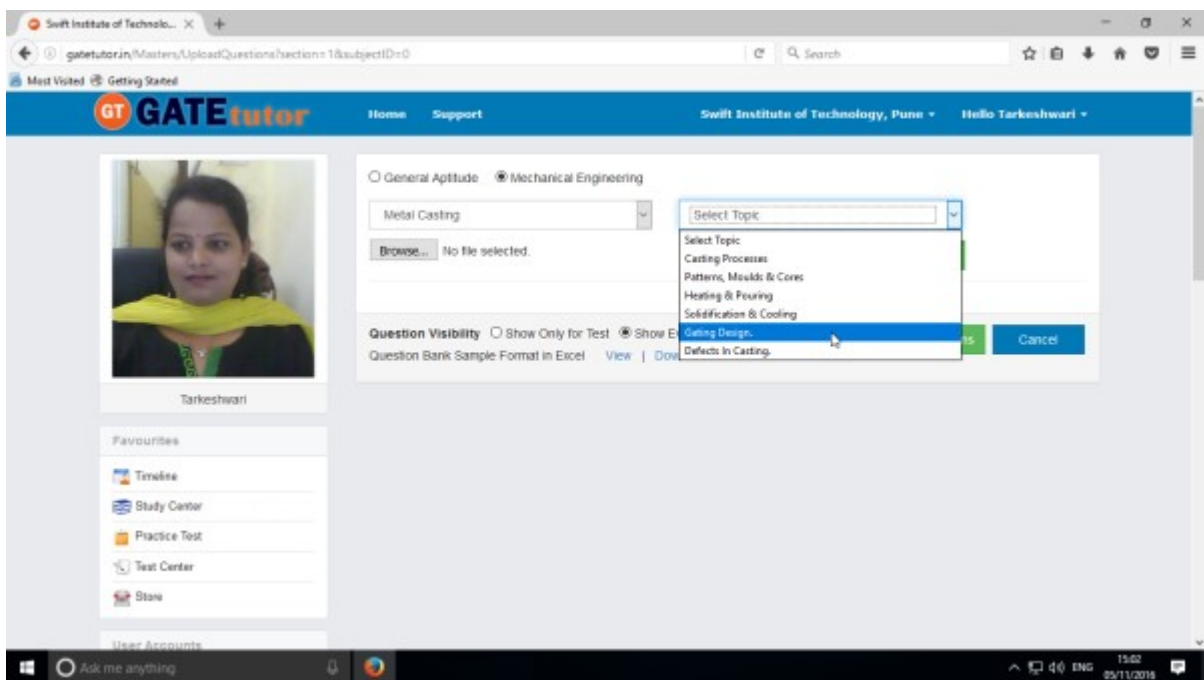 Swift Institute of Technolo...
gatetutor.in/Masters/UploadQuestions?section=1&subjectID=0
Search
Most Visited Getting Started
GT GATEtutor Home Support Swift Institute of Technology, Pune Hello Tarkeshwari
General Aptitude Mechanical Engineering
Metal Casting Select Topic
Browse... No file selected.
Select Topic
Casting Processes
Patterns, Moulds & Cores
Heating & Pouring
Solidification & Cooling
Gating Design.
Defects In Casting.
Question Visibility Show Only for Test Show E
Cancel
Question Bank Sample Format in Excel View | Dow
Tarkeshwari
Favourites
Timeline
Study Center
Practice Test
Test Center
Store
User Accounts
Ask me anything
ENG
15:02
05/11/2016